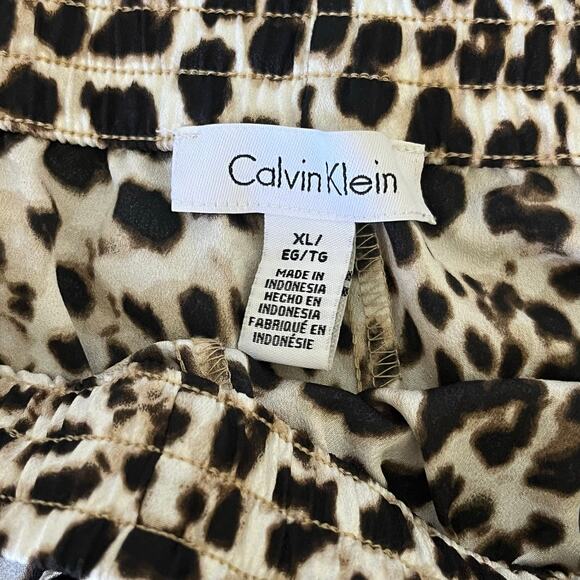 CalvinKlein
XL/
EG/TG
MADE IN
INDONESIA
HECHO EN
INDONESIA
FABRIQUÉ EN
INDONÉSIE